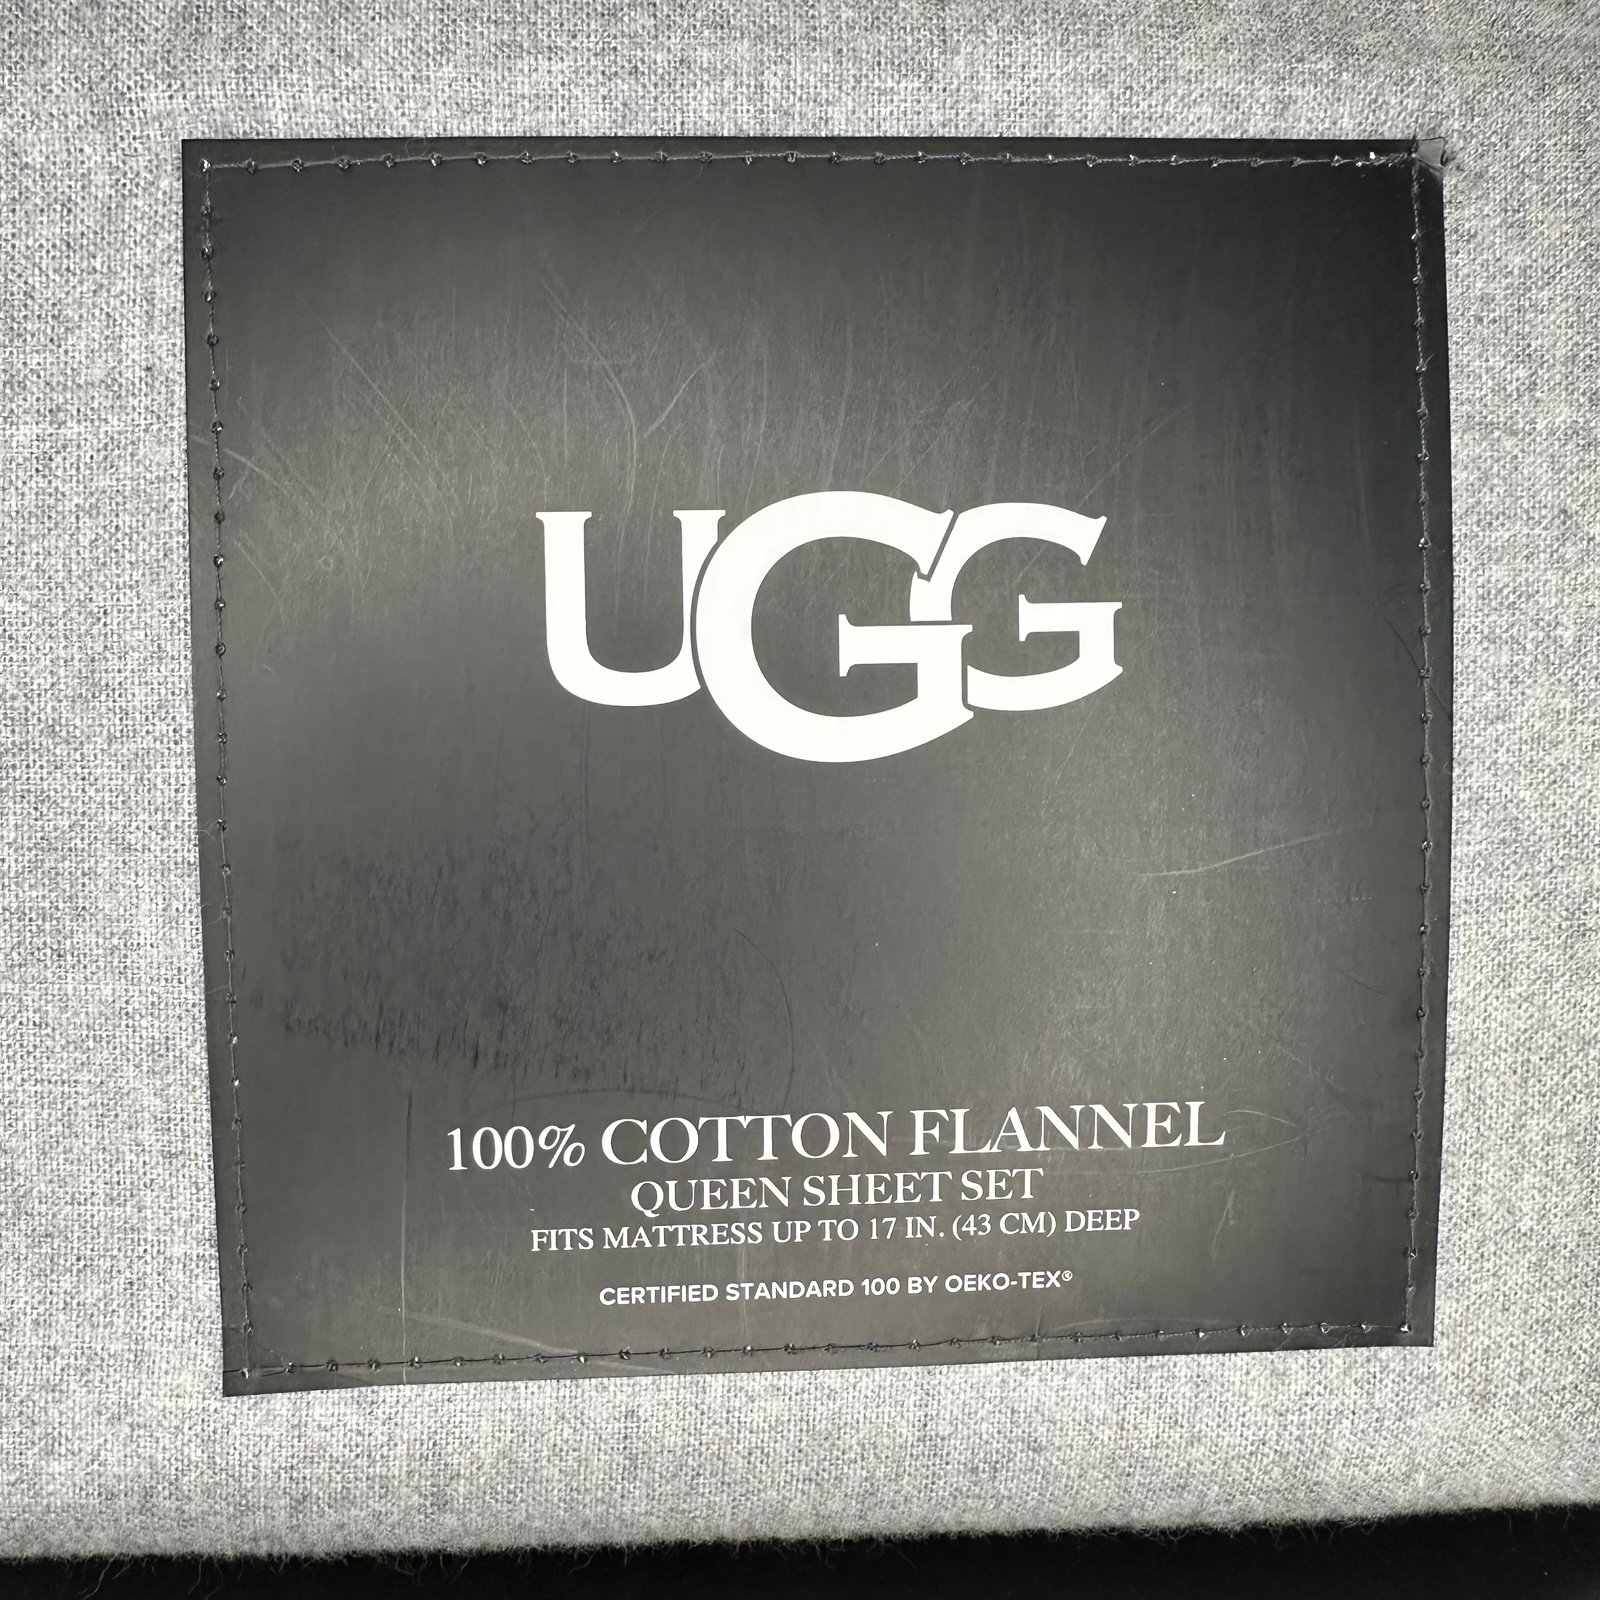 UGG
100% COTTON FLANNEL
QUEEN SHEET SET
FITS MATTRESS UP TO 17 IN. (43 CM) DEEP
CERTIFIED STANDARD 100 BY OEKO-TEX®